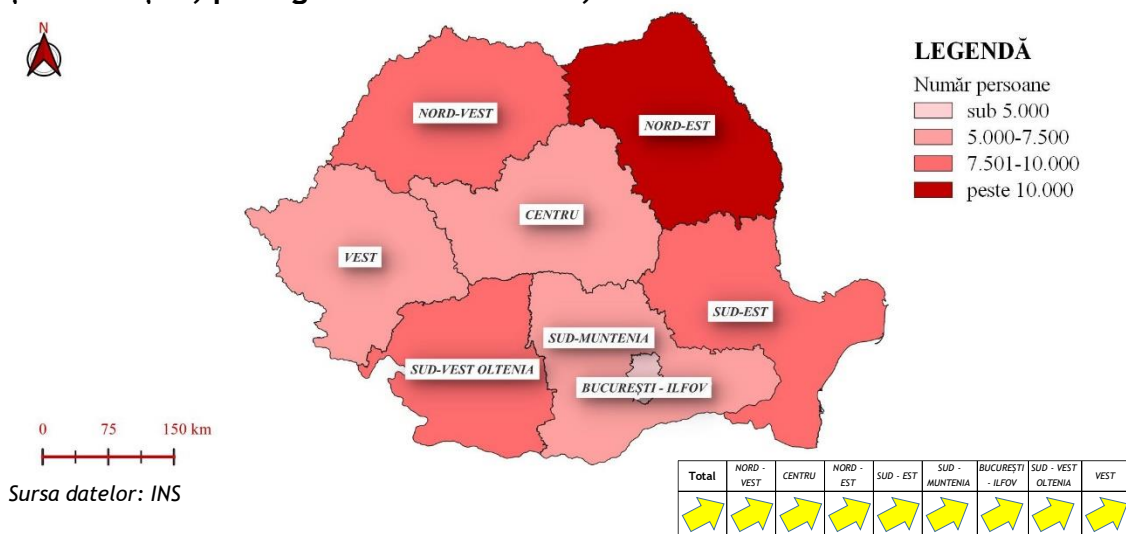 N
LEGENDĂ
Număr persoane
sub 5.000
5.000-7.500
7.501-10.000
peste 10.000
NORD-VEST
NORD-EST
CENTRU
VEST
SUD-EST
SUD-MUNTENIA
SUD-VEST OLTENIA
BUCUREȘTI - ILFOV
0 75 150 km
Sursa datelor: INS
Total NORD - CENTRU NORD - SUD - EST SUD - BUCUREȘTI SUD - VEST VEST
VEST EST MUNTENIA - ILFOV OLTENIA